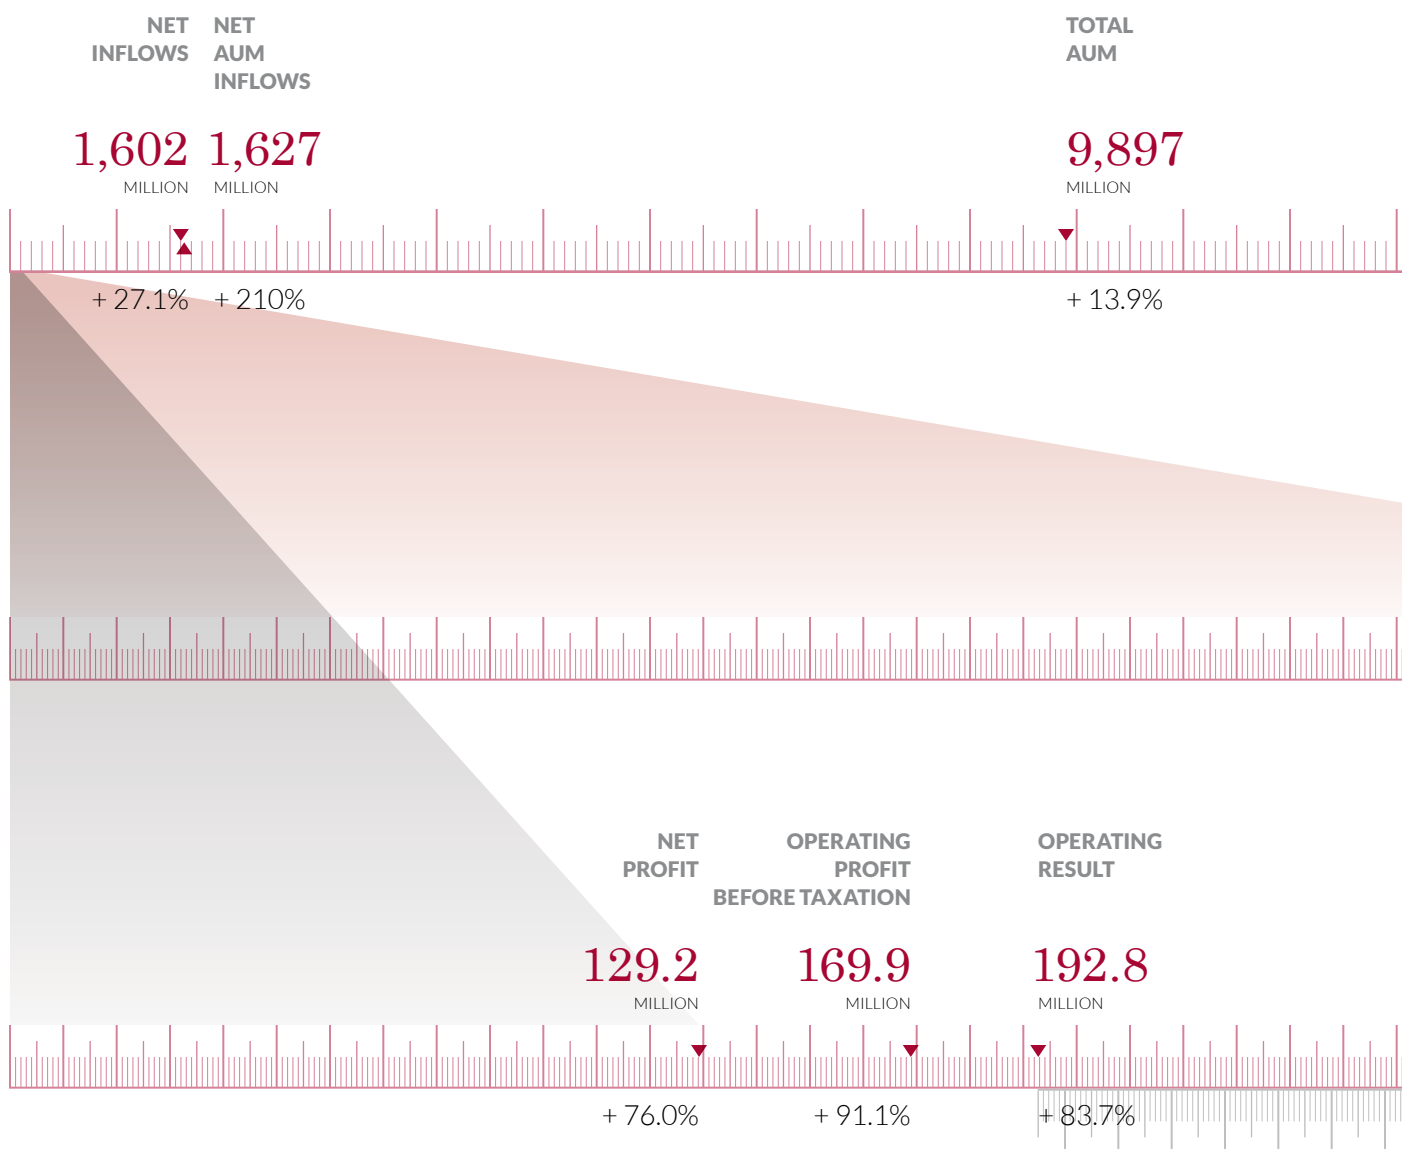 NET
INFLOWS
NET
AUM
INFLOWS
TOTAL
AUM
1,602
MILLION
1,627
MILLION
9,897
MILLION
+ 27.1%
+ 210%
+ 13.9%
NET
PROFIT
OPERATING
PROFIT
BEFORE TAXATION
OPERATING
RESULT
129.2
MILLION
169.9
MILLION
192.8
MILLION
+ 76.0%
+ 91.1%
+ 83.7%